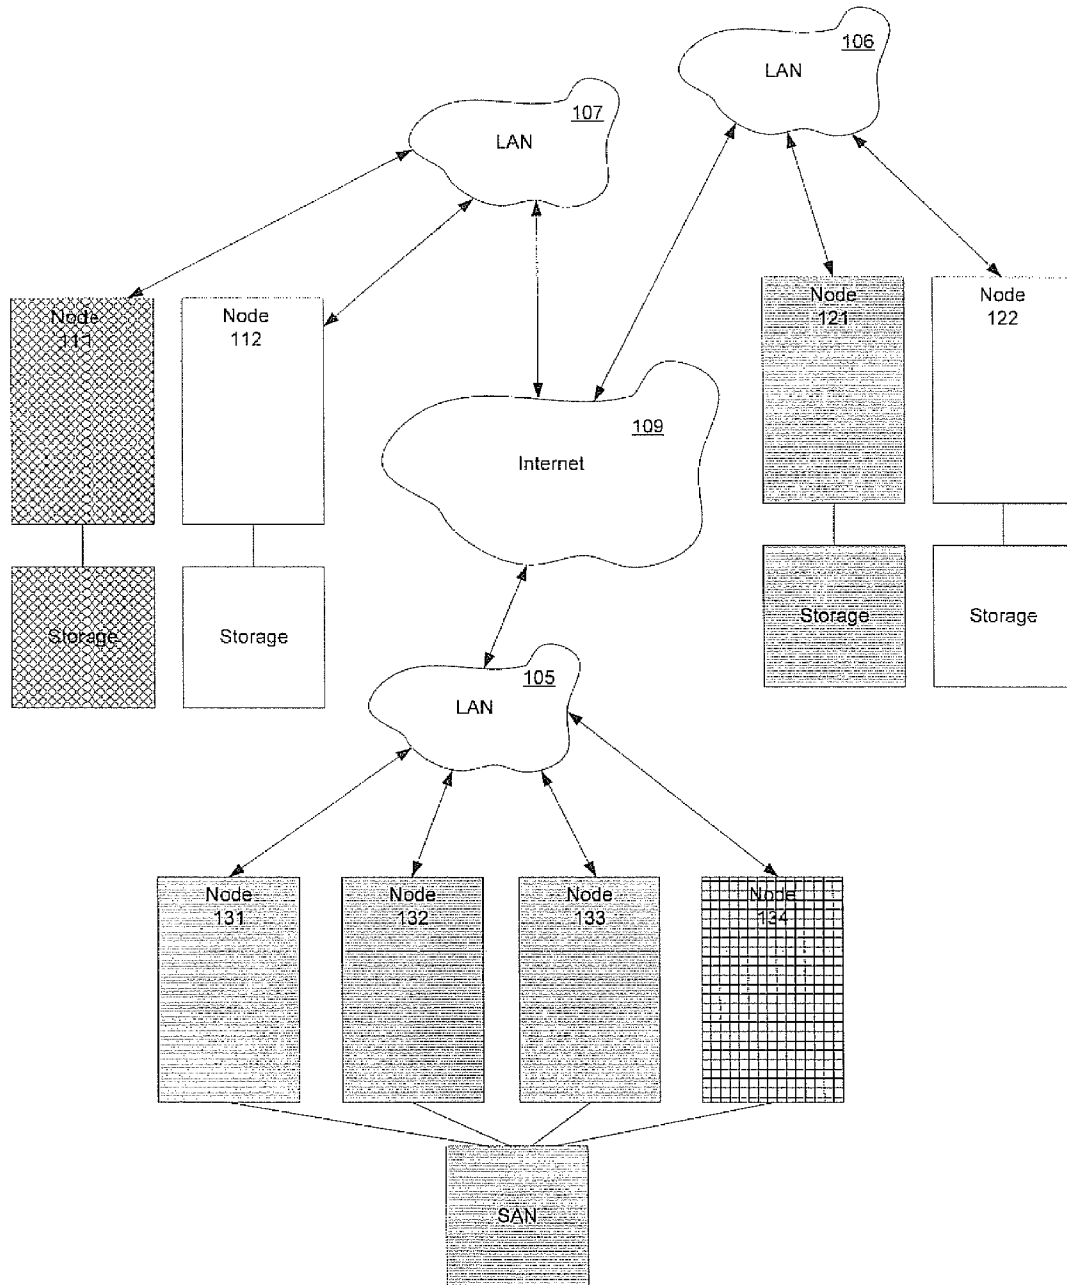 106
LAN
107
LAN
Node
Node
112
Node
121
Node
122
109
Internet
Storage
Storage
Storage
Storage
105
LAN
Node
131
Node
132
Node
133
Node
134
SAN